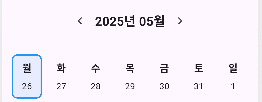 < 2025년 05월 >
월 화 수 목 금 토 일
26 27 28 29 30 31 1